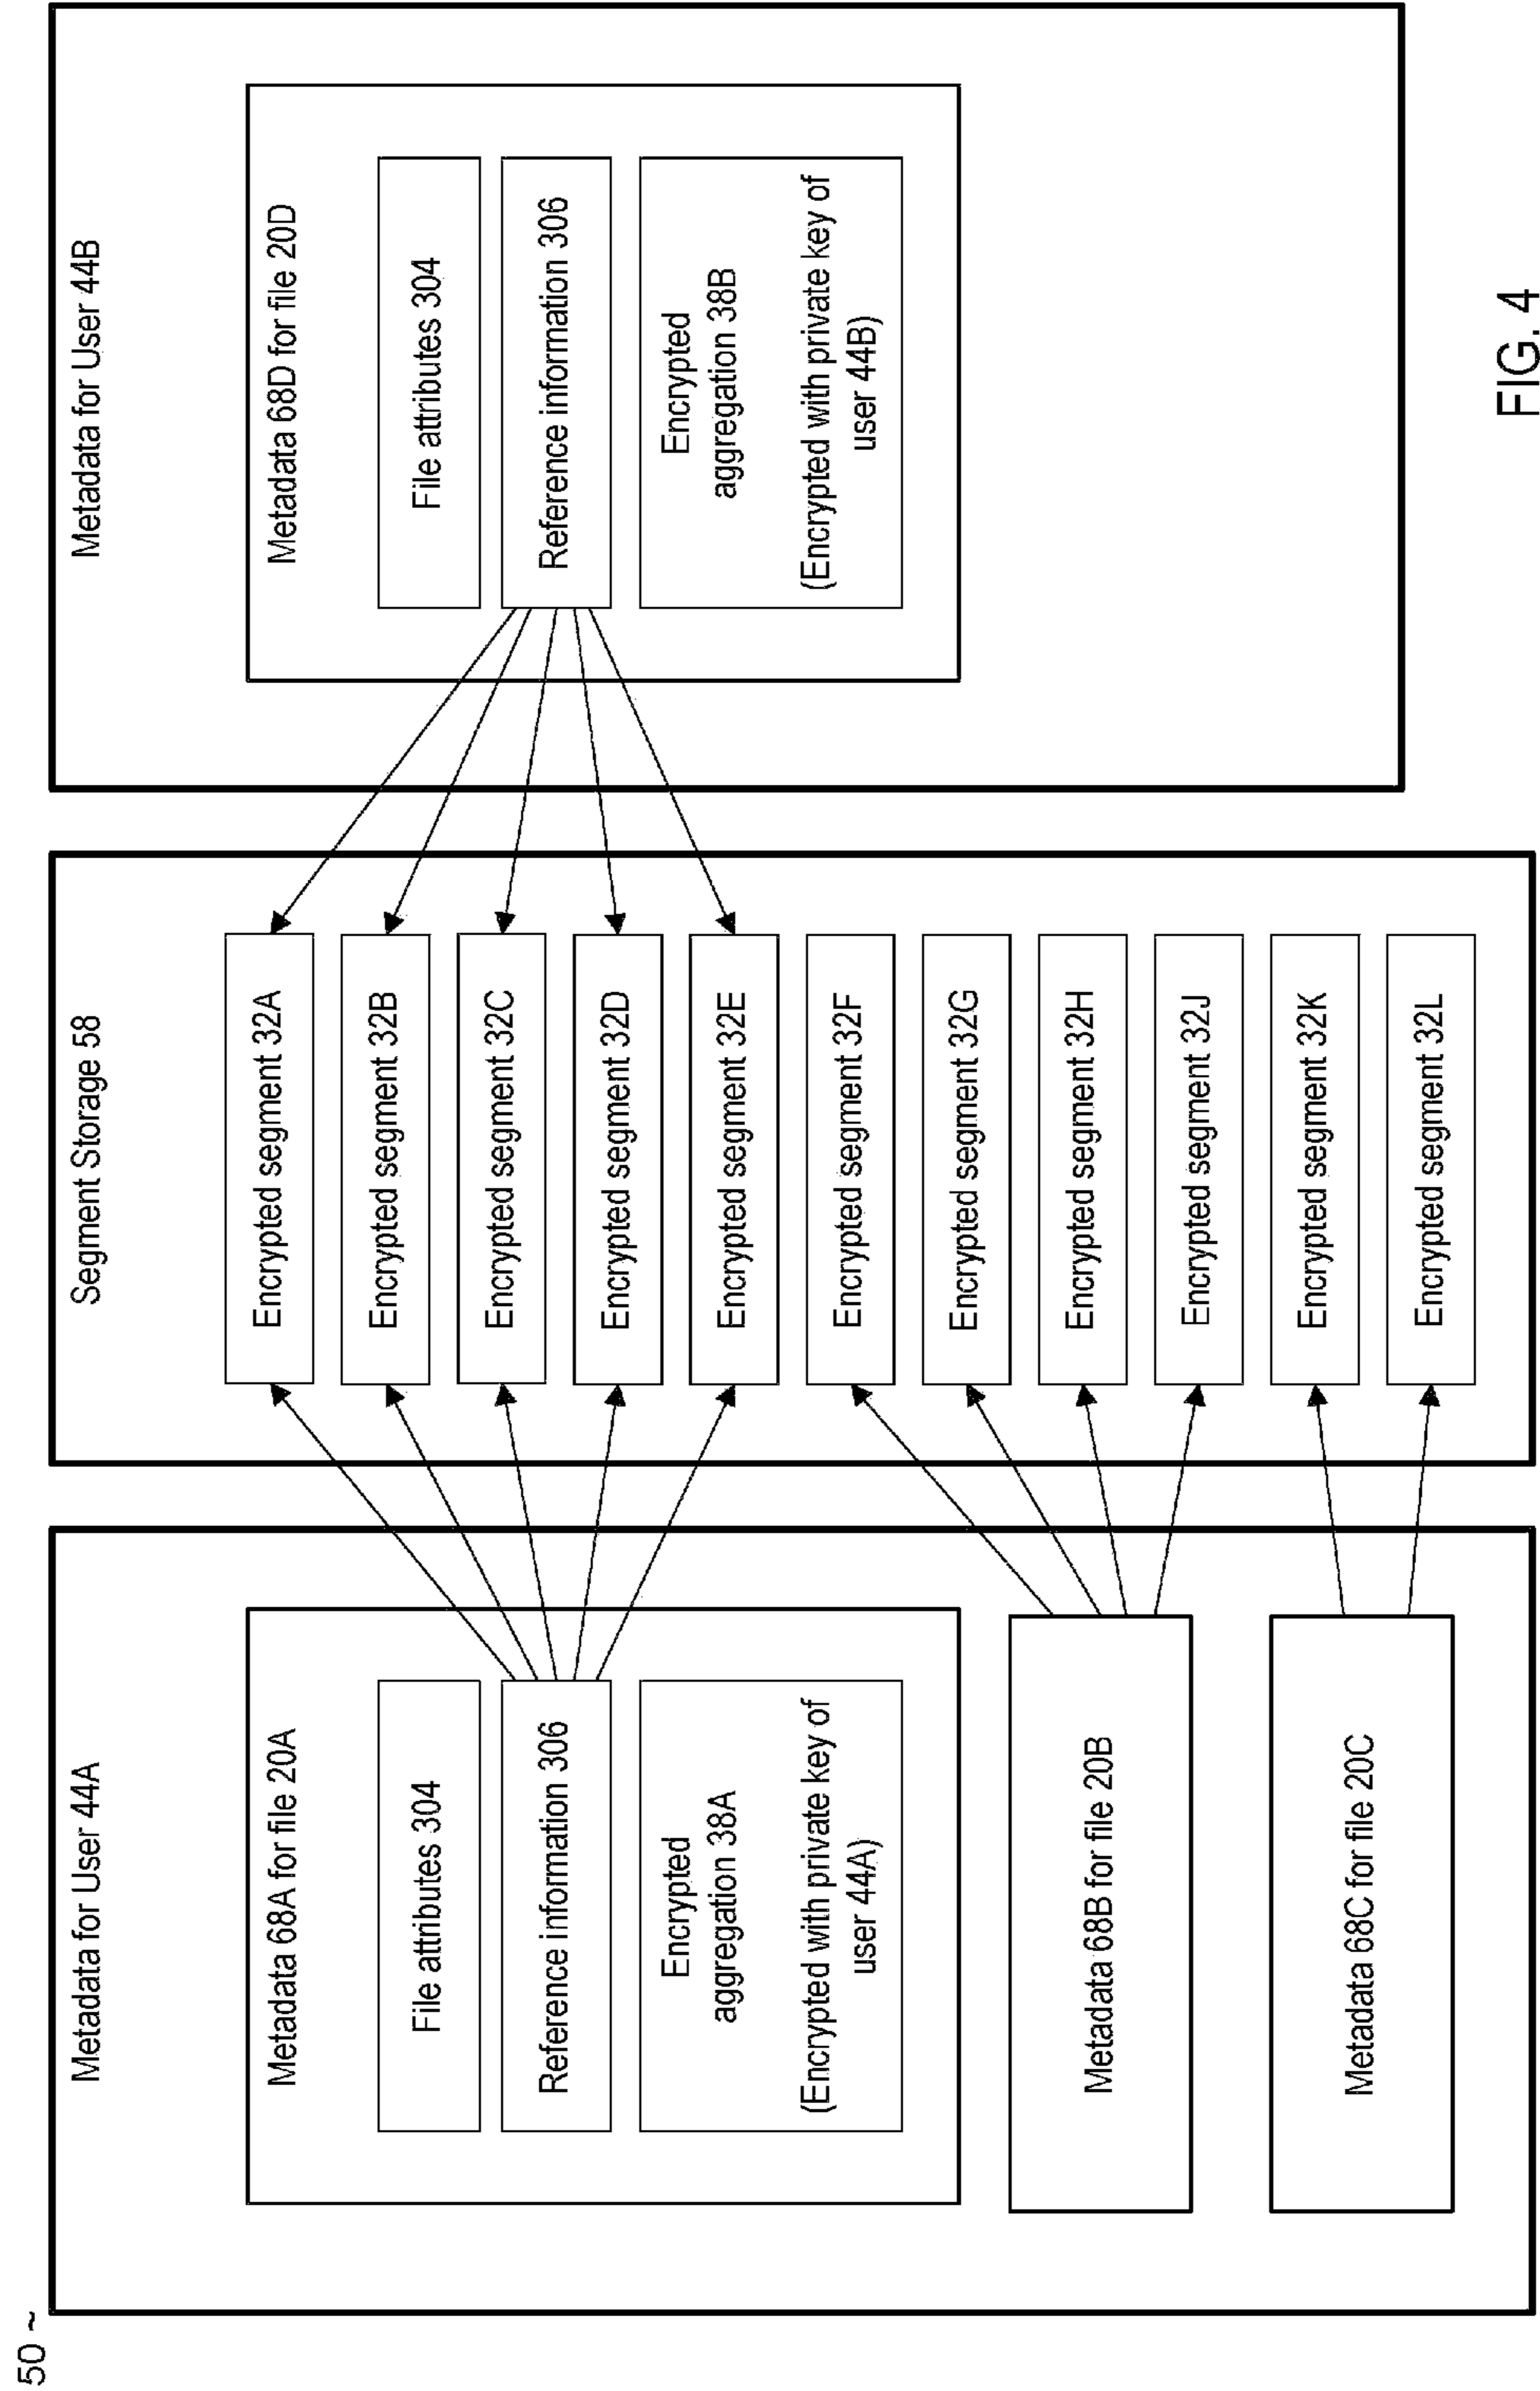 50 ~
Metadata for User 44A
Metadata 68A for file 20A
File attributes 304
Reference information 306
Encrypted
aggregation 38A
(Encrypted with private key of
user 44A)
Metadata 68B for file 20B
Metadata 68C for file 20C
Segment Storage 58
Encrypted segment 32A
Encrypted segment 32B
Encrypted segment 32C
Encrypted segment 32D
Encrypted segment 32E
Encrypted segment 32F
Encrypted segment 32G
Encrypted segment 32H
Encrypted segment 32J
Encrypted segment 32K
Encrypted segment 32L
Metadata for User 44B
Metadata 68D for file 20D
File attributes 304
Reference information 306
Encrypted
aggregation 38B
(Encrypted with private key of
user 44B)
FIG. 4